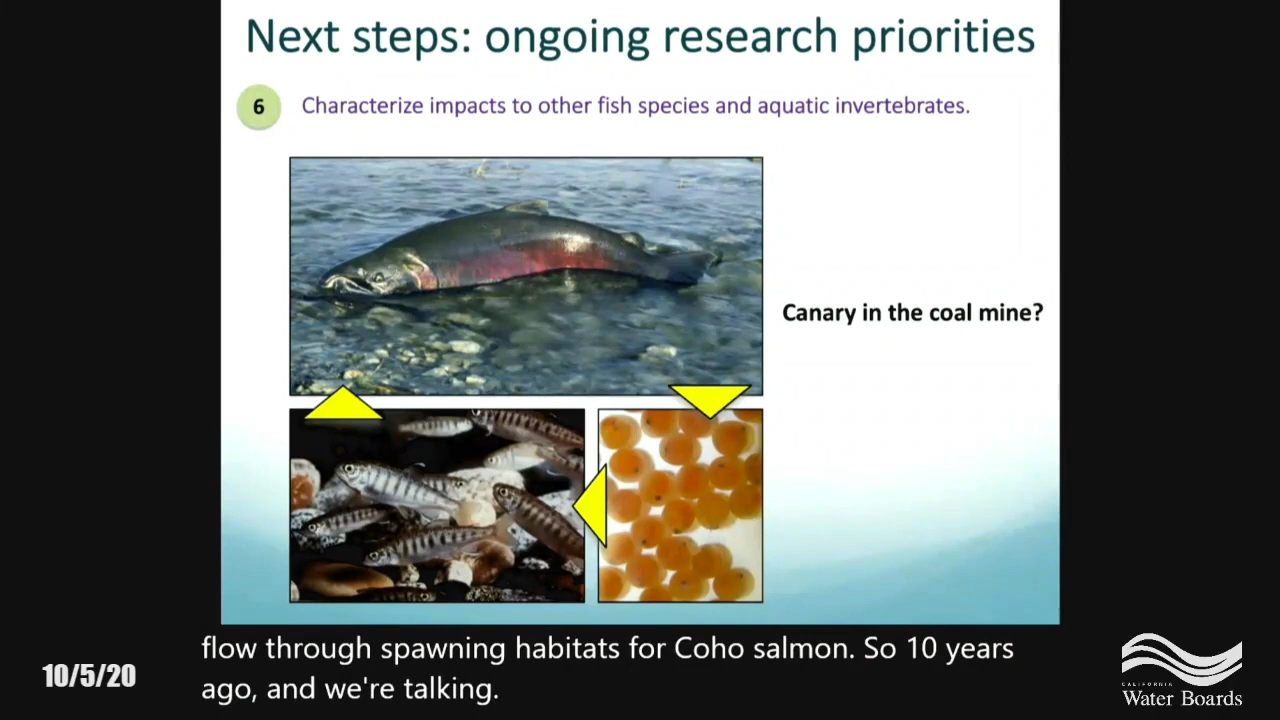 Next steps: ongoing research priorities
6
Characterize impacts to other fish species and aquatic invertebrates.
Canary in the coal mine?
flow through spawning habitats for Coho salmon. So 10 years
ago, and we're talking.
10/5/20
CALIFORNIA
Water Boards